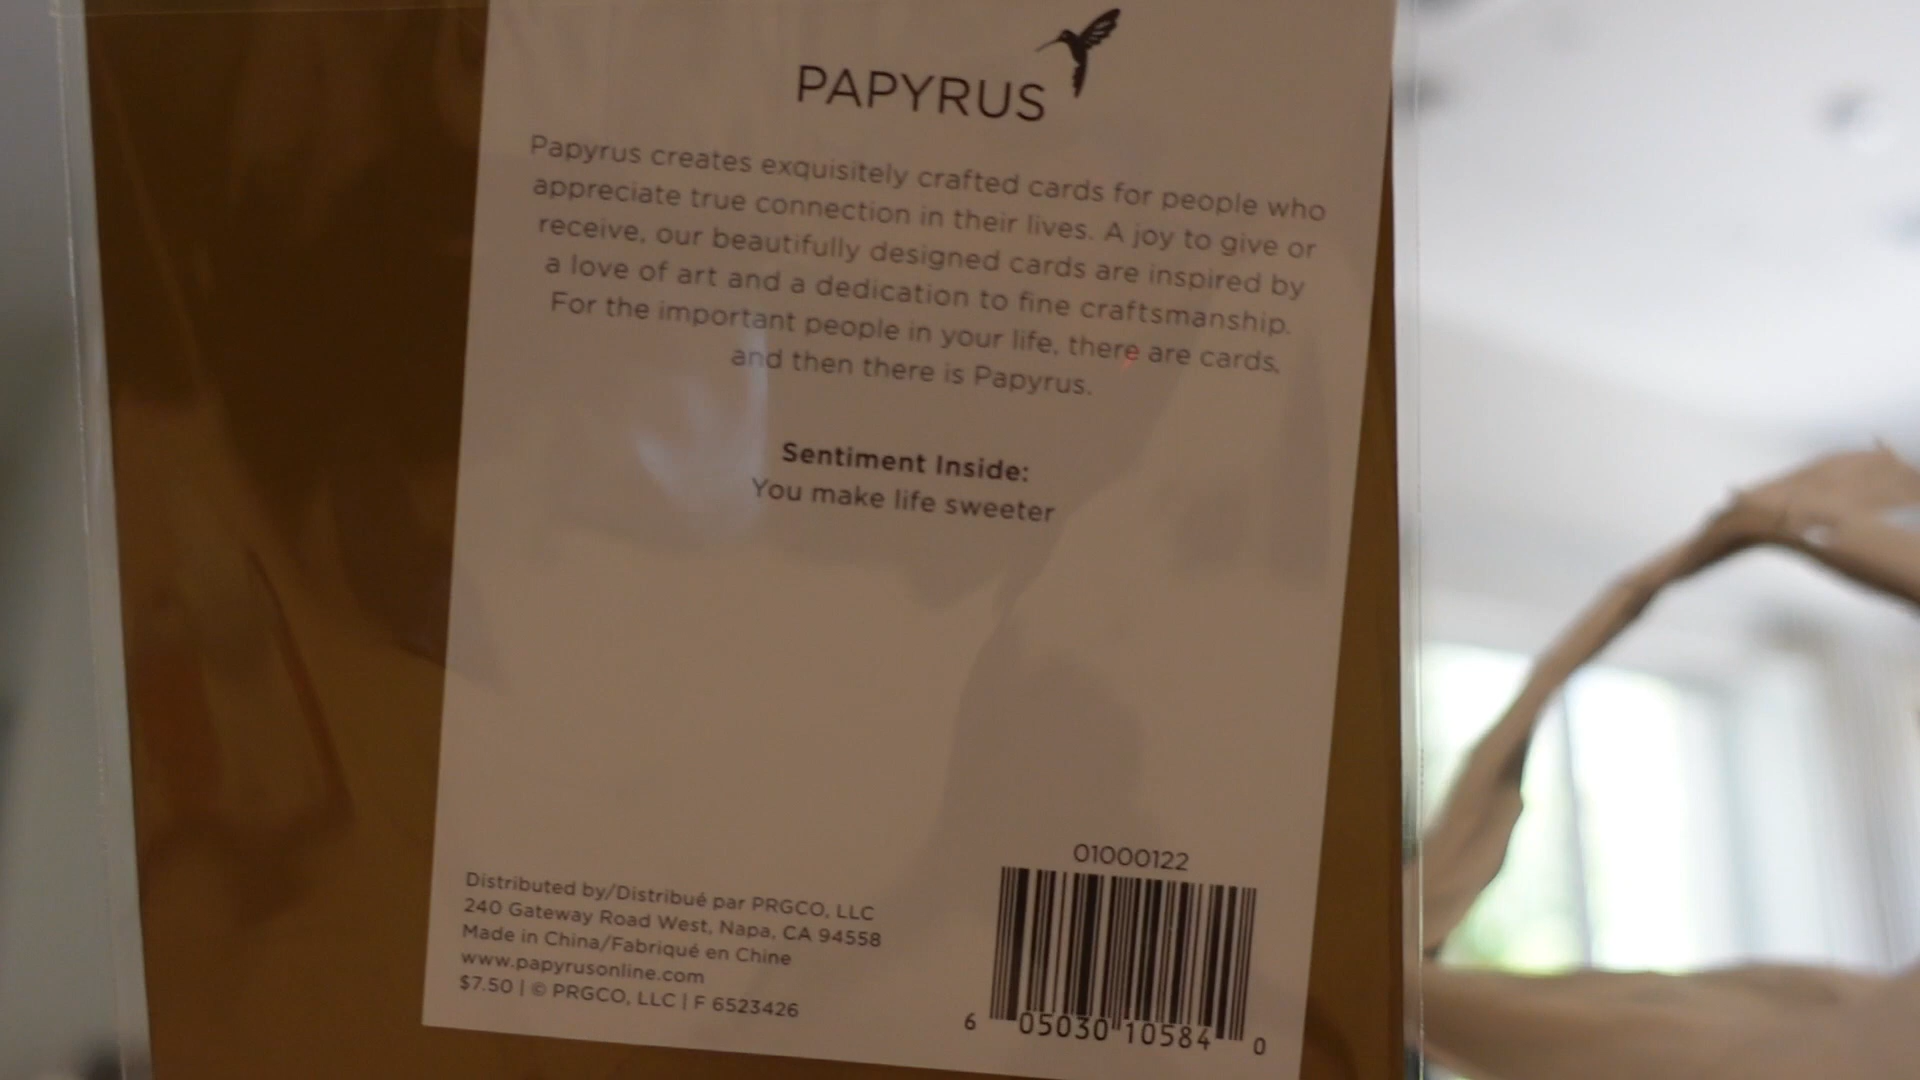 PAPYRUS
Papyrus creates exquisitely crafted cards for people who
appreciate true connection in their lives. A joy to give or
receive, our beautifully designed cards are inspired by
a love of art and a dedication to fine craftsmanship.
For the important people in your life, there are cards,
and then there is Papyrus.
Sentiment Inside:
You make life sweeter
Distributed by/Distribué par PRGCO, LLC
240 Gateway Road West, Napa, CA 94558
Made in China/Fabriqué en Chine
www.papyrusonline.com
$7.50 | © PRGCO, LLC | F 6523426
01000122
6 05030 10584 0